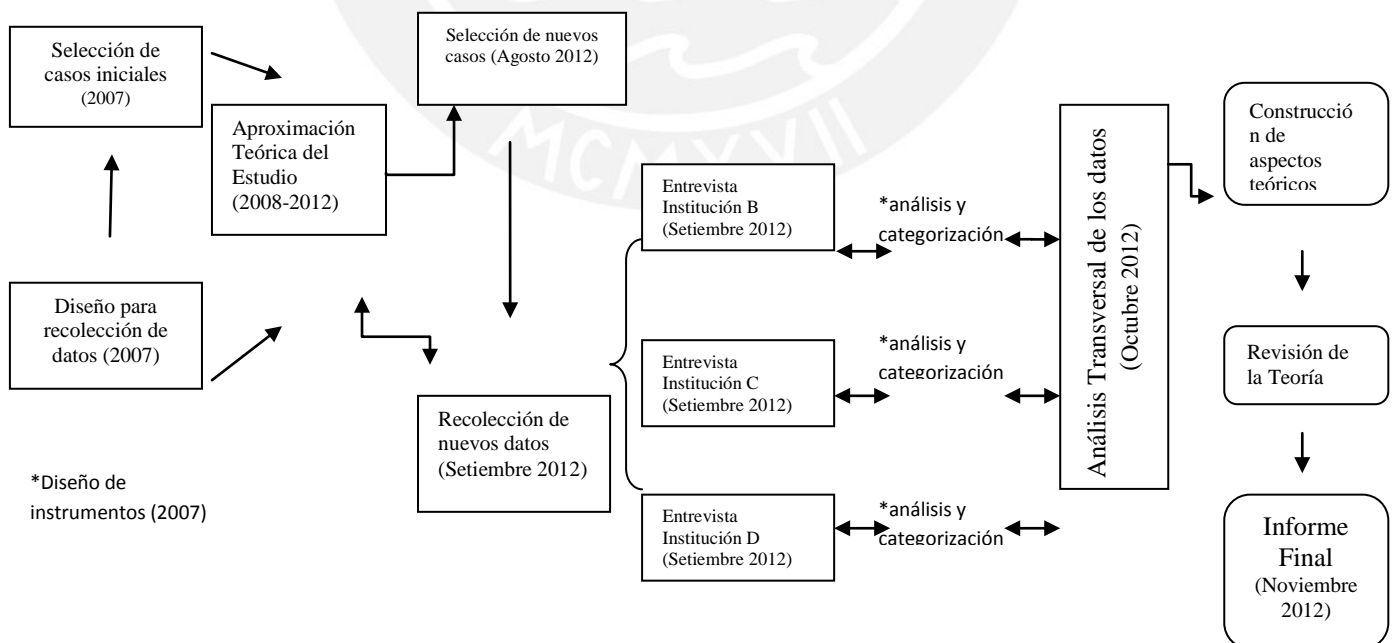 Selección de
casos iniciales
(2007)
Diseño para
recolección de
datos (2007)
*Diseño de
instrumentos (2007)
Aproximación
Teórica del
Estudio
(2008-2012)
Selección de nuevos
casos (Agosto 2012)
Recolección de
nuevos datos
(Setiembre 2012)
Entrevista
Institución B
(Setiembre 2012)
*análisis y
categorización
Entrevista
Institución C
(Setiembre 2012)
*análisis y
categorización
Entrevista
Institución D
(Setiembre 2012)
*análisis y
categorización
Análisis Transversal de los datos
(Octubre 2012)
Construcció
n de
aspectos
teóricos
Revisión de
la Teoría
Informe
Final
(Noviembre
2012)
MCMXVII